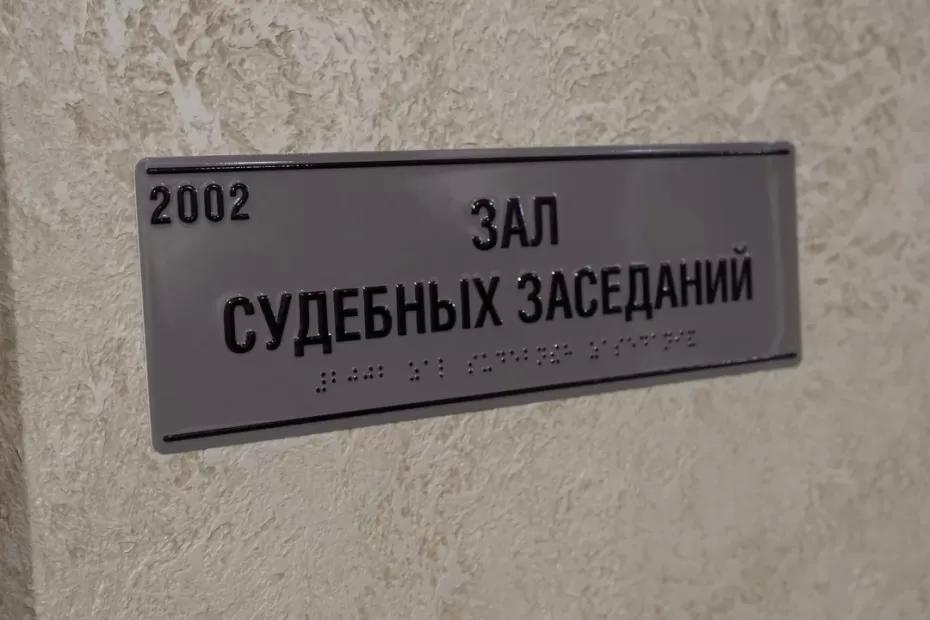 2002
ЗАЛ
СУДЕБНЫХ ЗАСЕДАНИЙ
⠼⠃⠚⠚⠃ ⠵⠁⠇ ⠎⠥⠙⠑⠃⠝⠮⠓ ⠵⠁⠎⠑⠙⠁⠝⠊⠯